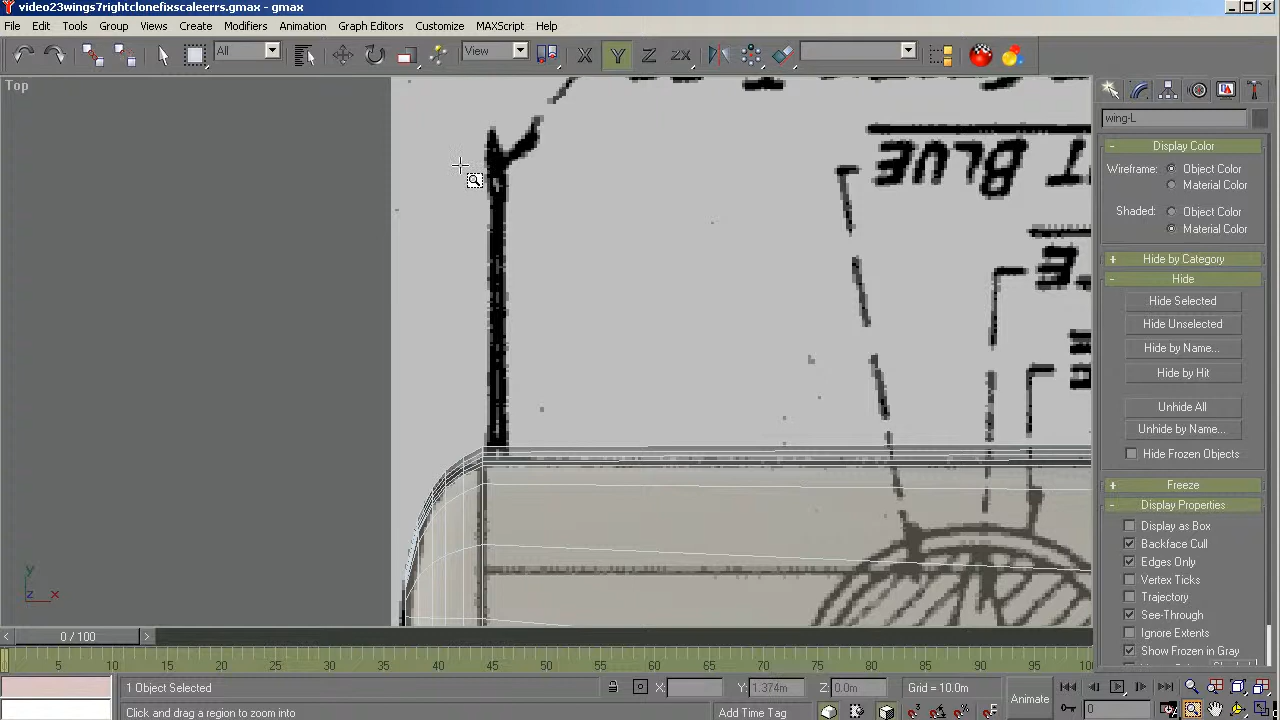 video23wings7rightclonefixscaleerrs.gmax - gmax
File Edit Tools Group Views Create Modifiers Animation Graph Editors Customize MAXScript Help
All View X Y Z ZX
Top
BLUE
wing-L
Display Color
Wireframe: Object Color
Material Color
Shaded: Object Color
Material Color
Hide by Category
Hide
Hide Selected
Hide Unselected
Hide by Name...
Hide by Hit
Unhide All
Unhide by Name...
Hide Frozen Objects
Freeze
Display Properties
Display as Box
Backface Cull
Edges Only
Vertex Ticks
Trajectory
See-Through
Ignore Extents
Show Frozen in Gray
y
z x
0 / 100
5 10 15 20 25 30 35 40 45 50 55 60 65 70 75 80 85 90 95
1 Object Selected X: Y: 1.374m Z: 0.0m Grid = 10.0m
Animate
Click and drag a region to zoom into Add Time Tag 0